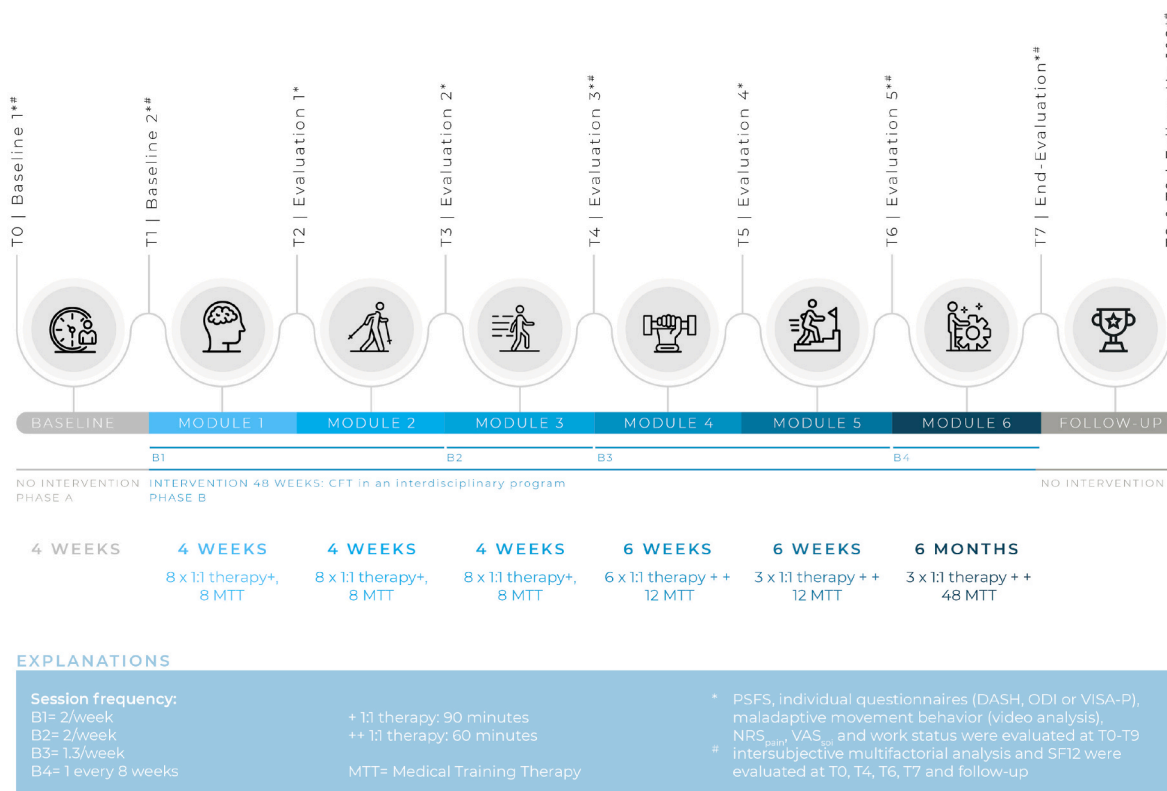 T0 | Baseline 1*#
T1 | Baseline 2*#
T2 | Evaluation 1*
T3 | Evaluation 2*
T4 | Evaluation 3*#
T5 | Evaluation 4*
T6 | Evaluation 5*#
T7 | End-Evaluation*#
BASELINE
MODULE 1
MODULE 2
MODULE 3
MODULE 4
MODULE 5
MODULE 6
FOLLOW-UP
B1
B2
B3
B4
NO INTERVENTION
PHASE A
INTERVENTION 48 WEEKS: CFT in an interdisciplinary program
PHASE B
NO INTERVENTION
4 WEEKS
4 WEEKS
4 WEEKS
4 WEEKS
6 WEEKS
6 WEEKS
6 MONTHS
8 x 1:1 therapy+,
8 MTT
8 x 1:1 therapy+,
8 MTT
8 x 1:1 therapy+,
8 MTT
6 x 1:1 therapy + +
12 MTT
3 x 1:1 therapy + +
12 MTT
3 x 1:1 therapy + +
48 MTT
EXPLANATIONS
Session frequency:
B1= 2/week
B2= 2/week
B3= 1.3/week
B4= 1 every 8 weeks
+ 1:1 therapy: 90 minutes
++ 1:1 therapy: 60 minutes
MTT= Medical Training Therapy
* PSFS, individual questionnaires (DASH, ODI or VISA-P),
maladaptive movement behavior (video analysis),
NRSpain, VASspl and work status were evaluated at T0-T9
# intersubjective multifactorial analysis and SF12 were
evaluated at T0, T4, T6, T7 and follow-up